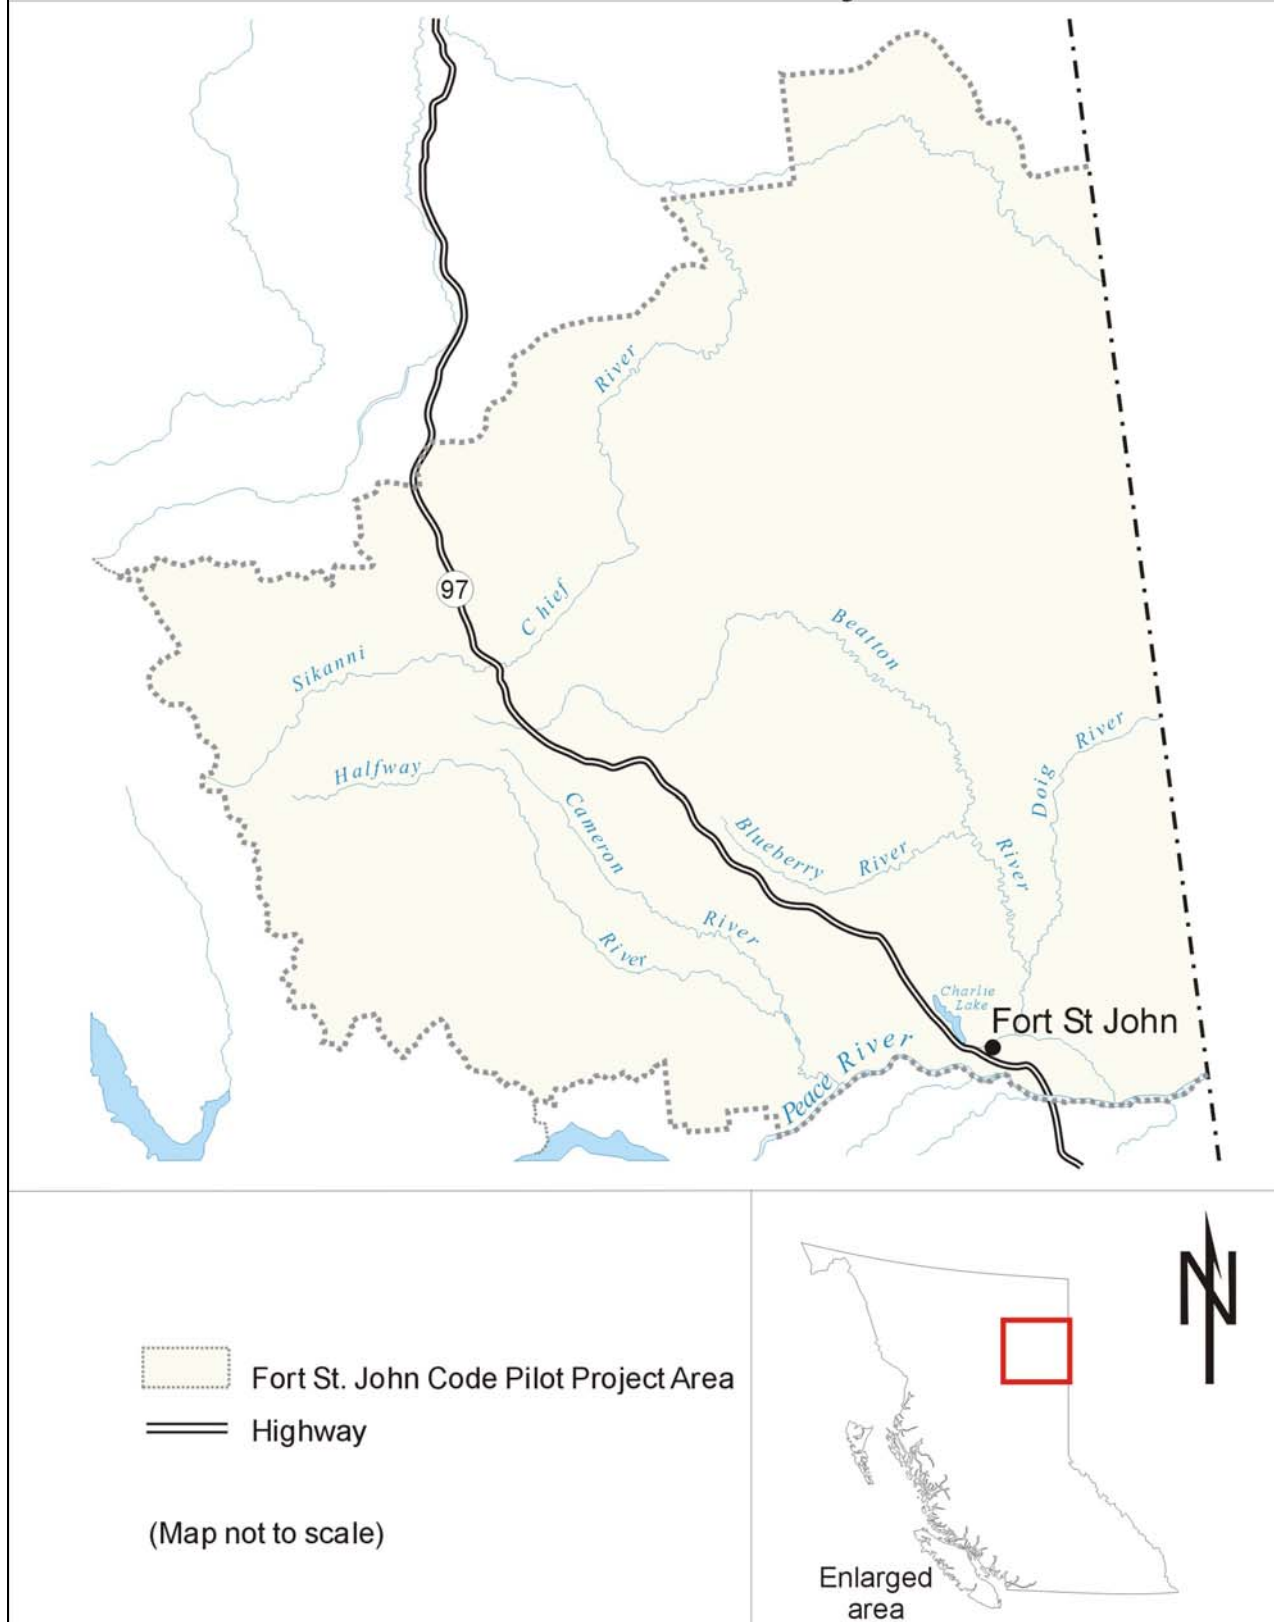 River
97
Chief
Sikanni
Beatton
River
Halfway
Doig
Cameron
Blueberry
River
River
River
River
Charlie
Lake
Fort St John
Peace River
Fort St. John Code Pilot Project Area
Highway
(Map not to scale)
N
Enlarged
area